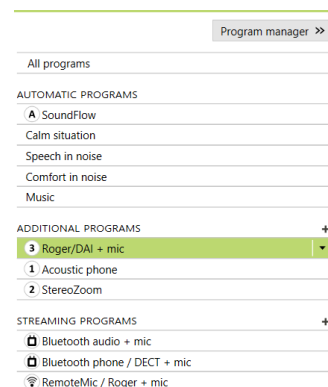 Program manager »
All programs
AUTOMATIC PROGRAMS
A SoundFlow
Calm situation
Speech in noise
Comfort in noise
Music
ADDITIONAL PROGRAMS +
3 Roger/DAI + mic
1 Acoustic phone
2 StereoZoom
STREAMING PROGRAMS +
Bluetooth audio + mic
Bluetooth phone / DECT + mic
RemoteMic / Roger + mic